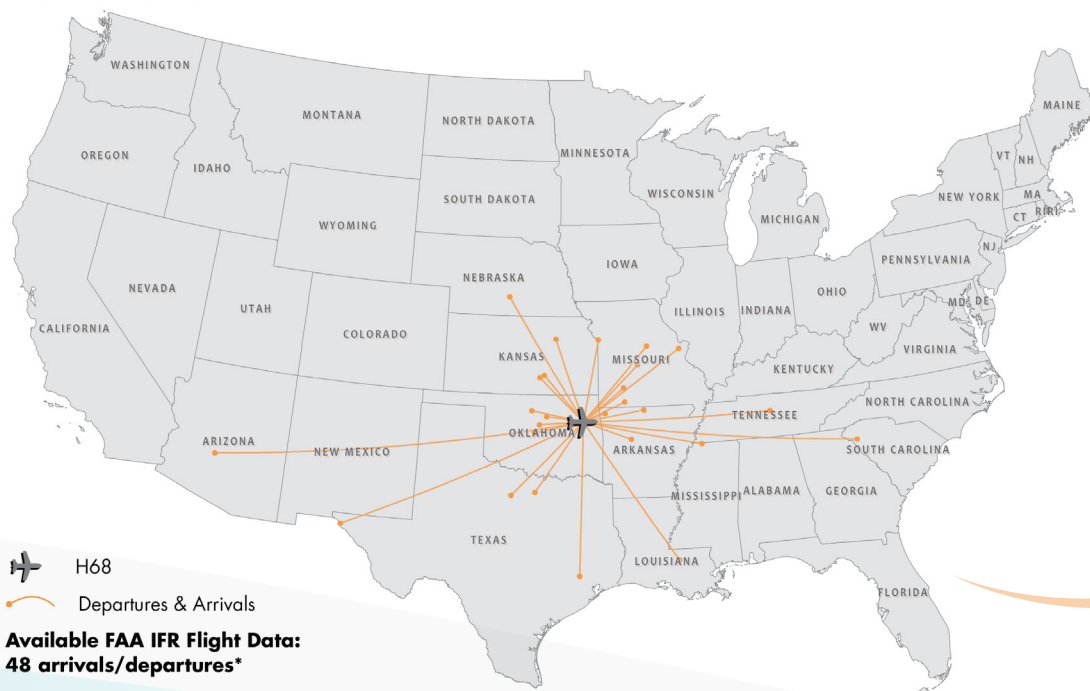 WASHINGTON
MAINE
MONTANA
NORTH DAKOTA
MINNESOTA
VT
NH
OREGON
IDAHO
WISCONSIN
SOUTH DAKOTA
NEW YORK
MA
MICHIGAN
CT
RI
RI
WYOMING
NEBRASKA
IOWA
PENNSYLVANIA
NJ
NEVADA
UTAH
ILLINOIS
INDIANA
OHIO
MD
DE
CALIFORNIA
COLORADO
WV
KANSAS
MISSOURI
VIRGINIA
KENTUCKY
NORTH CAROLINA
TENNESSEE
ARIZONA
NEW MEXICO
OKLAHOMA
ARKANSAS
SOUTH CAROLINA
MISSISSIPPI
ALABAMA
GEORGIA
TEXAS
LOUISIANA
FLORIDA
H68
Departures & Arrivals
Available FAA IFR Flight Data:
48 arrivals/departures*